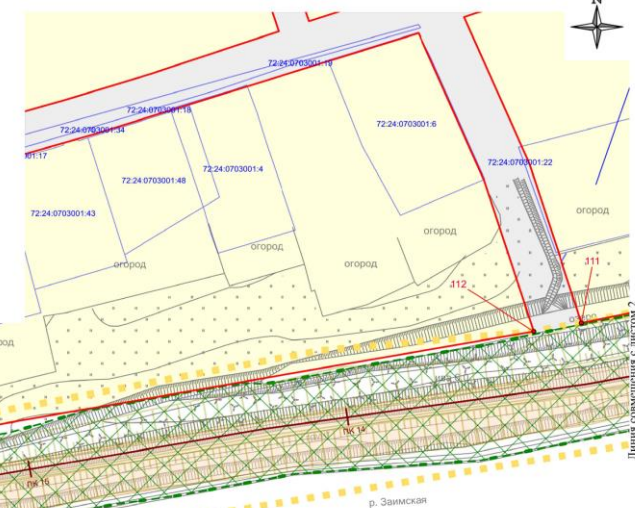 N
72:24:0703001:19
72:24:0703001:18
72:24:0703001:34
01:17
72:24:0703001:6
72:24:0703001:22
72:24:0703001:4
72:24:0703001:48
72:24:0703001:43
огород
огород
огород
огород
огород
112
111
род
Линия совмещения с листом 2
ПК 14
ПК 15
р. Заимская